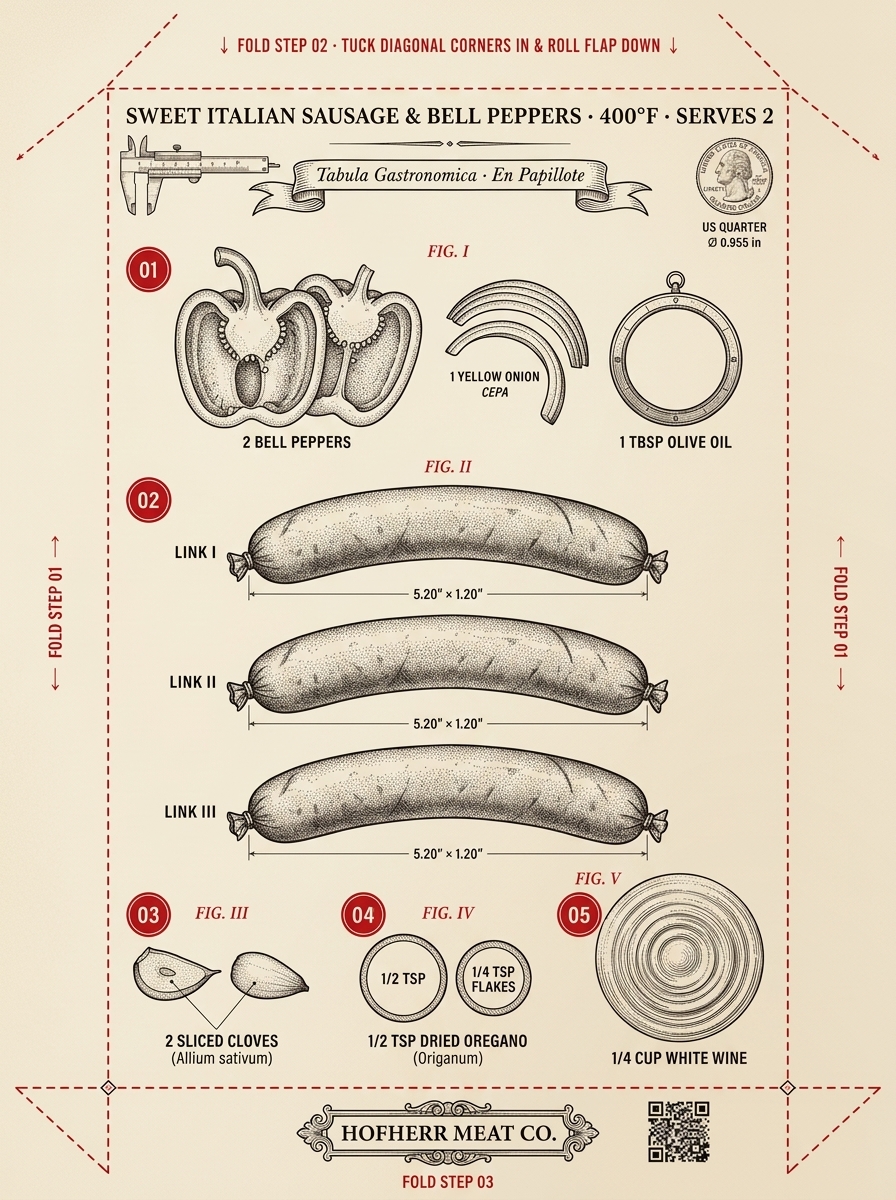 ↓ FOLD STEP 02 · TUCK DIAGONAL CORNERS IN & ROLL FLAP DOWN ↓
SWEET ITALIAN SAUSAGE & BELL PEPPERS · 400°F · SERVES 2
Tabula Gastronomica · En Papillote
LIBERTY
US QUARTER
Ø 0.955 in
FIG. I
01
1 YELLOW ONION
CEPA
2 BELL PEPPERS
1 TBSP OLIVE OIL
FIG. II
02
LINK I
5.20" × 1.20"
← FOLD STEP 01 →
← FOLD STEP 01 →
LINK II
5.20" × 1.20"
LINK III
5.20" × 1.20"
03
FIG. III
04
FIG. IV
FIG. V
05
1/2 TSP
1/4 TSP
FLAKES
2 SLICED CLOVES
(Allium sativum)
1/2 TSP DRIED OREGANO
(Origanum)
1/4 CUP WHITE WINE
HOFHERR MEAT CO.
FOLD STEP 03